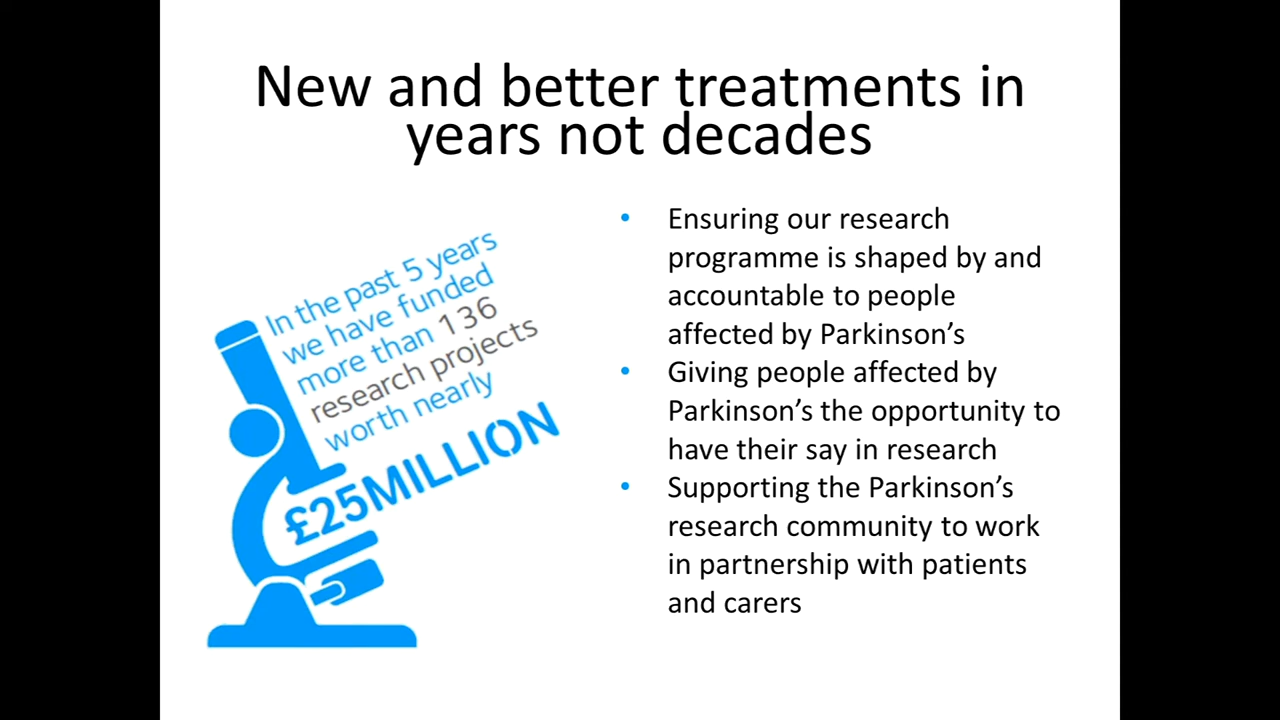 New and better treatments in
years not decades
In the past 5 years
we have funded
more than 136
research projects
worth nearly
£25MILLION
• Ensuring our research
programme is shaped by and
accountable to people
affected by Parkinson’s
• Giving people affected by
Parkinson’s the opportunity to
have their say in research
• Supporting the Parkinson’s
research community to work
in partnership with patients
and carers